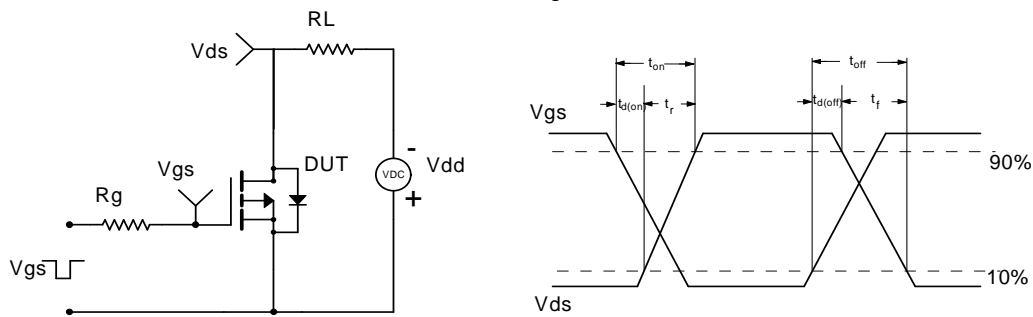 RL
Vds
Vgs
DUT
VDC
Vdd
-
+
Rg
Vgs
ton
toff
td(on)
tr
td(off)
tf
Vgs
90%
10%
Vds